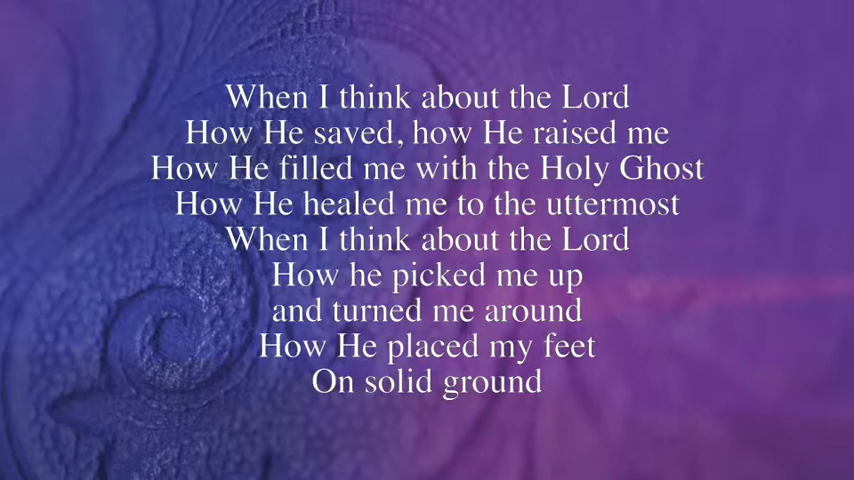 When I think about the Lord
How He saved, how He raised me
How He filled me with the Holy Ghost
How He healed me to the uttermost
When I think about the Lord
How he picked me up
and turned me around
How He placed my feet
On solid ground